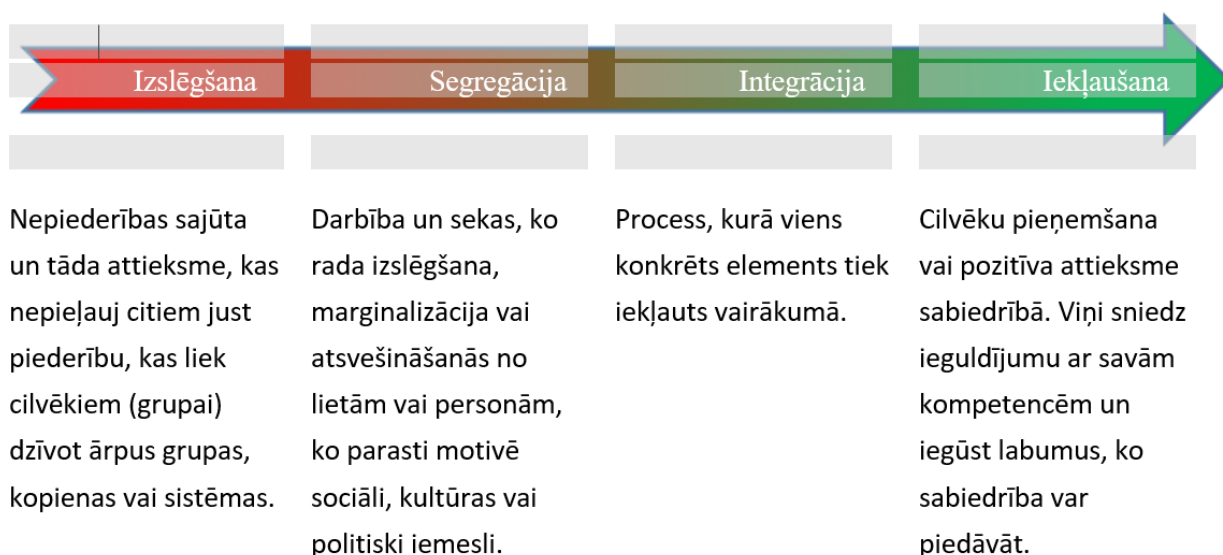 Izslēgšana
Segregācija
Integrācija
Iekļaušana
Nepiederības sajūta
un tāda attieksme, kas
nepieļauj citiem just
piederību, kas liek
cilvēkiem (grupai)
dzīvot ārpus grupas,
kopienas vai sistēmas.
Darbība un sekas, ko
rada izslēgšana,
marginalizācija vai
atsvešināšanās no
lietām vai personām,
ko parasti motivē
sociāli, kultūras vai
politiski iemesli.
Process, kurā viens
konkrēts elements tiek
iekļauts vairākumā.
Cilvēku pieņemšana
vai pozitīva attieksme
sabiedrībā. Viņi sniedz
ieguldījumu ar savām
kompetencēm un
iegūst labumus, ko
sabiedrība var
piedāvāt.